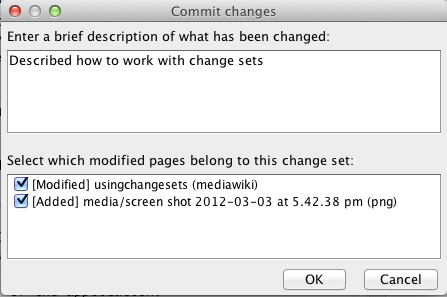 Commit changes
Enter a brief description of what has been changed:
Described how to work with change sets
Select which modified pages belong to this change set:
[Modified] usingchangesets (mediawiki)
[Added] media/screen shot 2012-03-03 at 5.42.38 pm (png)
OK Cancel